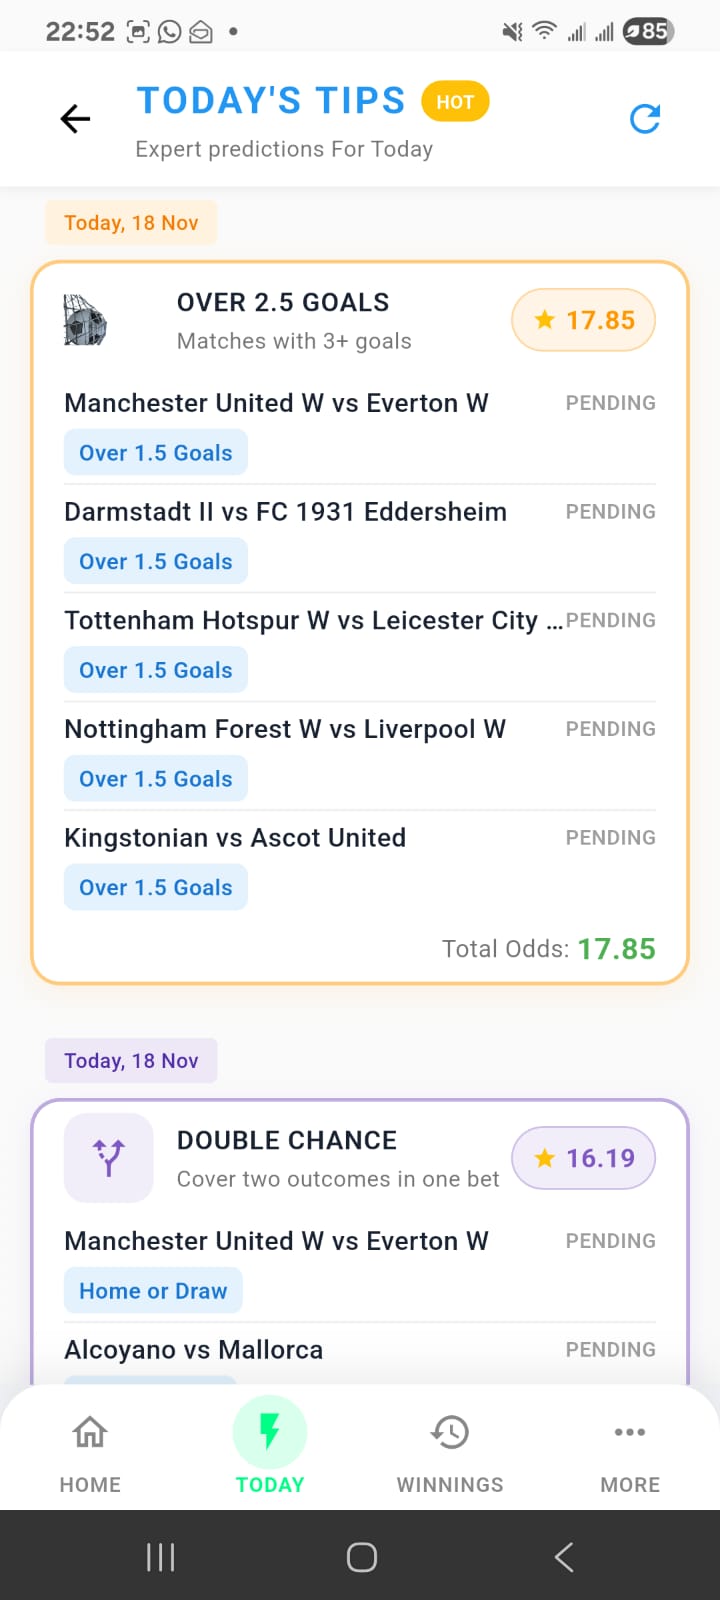 22:52
85
TODAY'S TIPS HOT
Expert predictions For Today
Today, 18 Nov
OVER 2.5 GOALS
17.85
Matches with 3+ goals
Manchester United W vs Everton W PENDING
Over 1.5 Goals
Darmstadt II vs FC 1931 Eddersheim PENDING
Over 1.5 Goals
Tottenham Hotspur W vs Leicester City ... PENDING
Over 1.5 Goals
Nottingham Forest W vs Liverpool W PENDING
Over 1.5 Goals
Kingstonian vs Ascot United PENDING
Over 1.5 Goals
Total Odds: 17.85
Today, 18 Nov
DOUBLE CHANCE
16.19
Cover two outcomes in one bet
Manchester United W vs Everton W PENDING
Home or Draw
Alcoyano vs Mallorca PENDING
HOME TODAY WINNINGS MORE